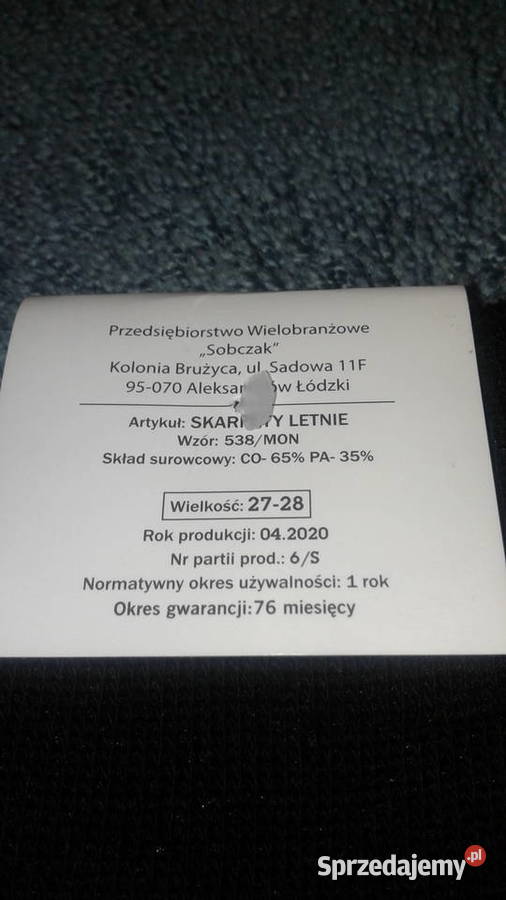 Przedsiębiorstwo Wielobranżowe
„Sobczak”
Kolonia Brużyca, ul. Sadowa 11F
95-070 Łódzki
Artykuł: LETNIE
Wzór: 538/MON
Skład surowcowy: CO- 65% PA- 35%
Wielkość: 27-28
Rok produkcji: 04.2020
Nr partii prod.: 6/S
Normatywny okres używalności: 1 rok
Okres gwarancji:76 miesięcy
Sprzedajemy.pl